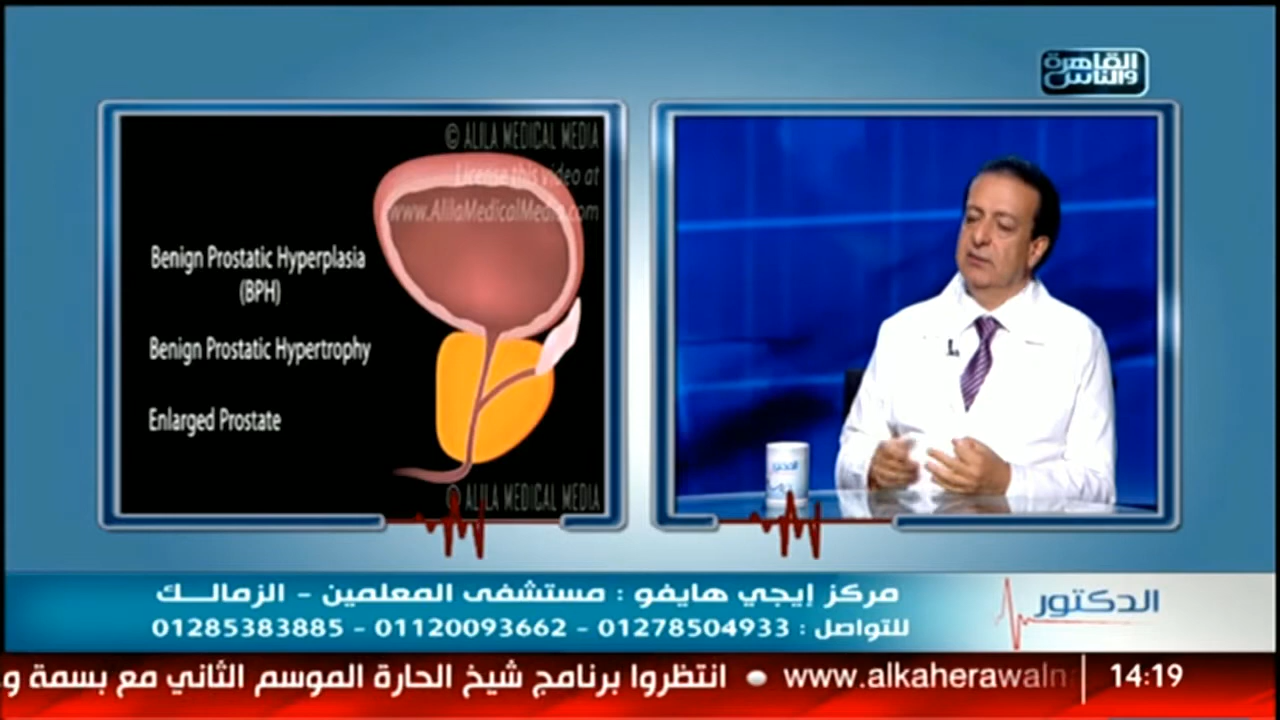 القاهرة
والناس
© ALILA MEDICAL MEDIA
License this video at
www.AlilaMedicalMedia.com
Benign Prostatic Hyperplasia
(BPH)
Benign Prostatic Hypertrophy
Enlarged Prostate
© ALILA MEDICAL MEDIA
الدكتور
مركز إيجي هايفو : مستشفى المعلمين - الزمالـــك
للتواصل : 01278504933 - 01120093662 - 01285383885
الدكتور
14:19
www.alkaherawaln
انتظروا برنامج شيخ الحارة الموسم الثاني مع بسمة و